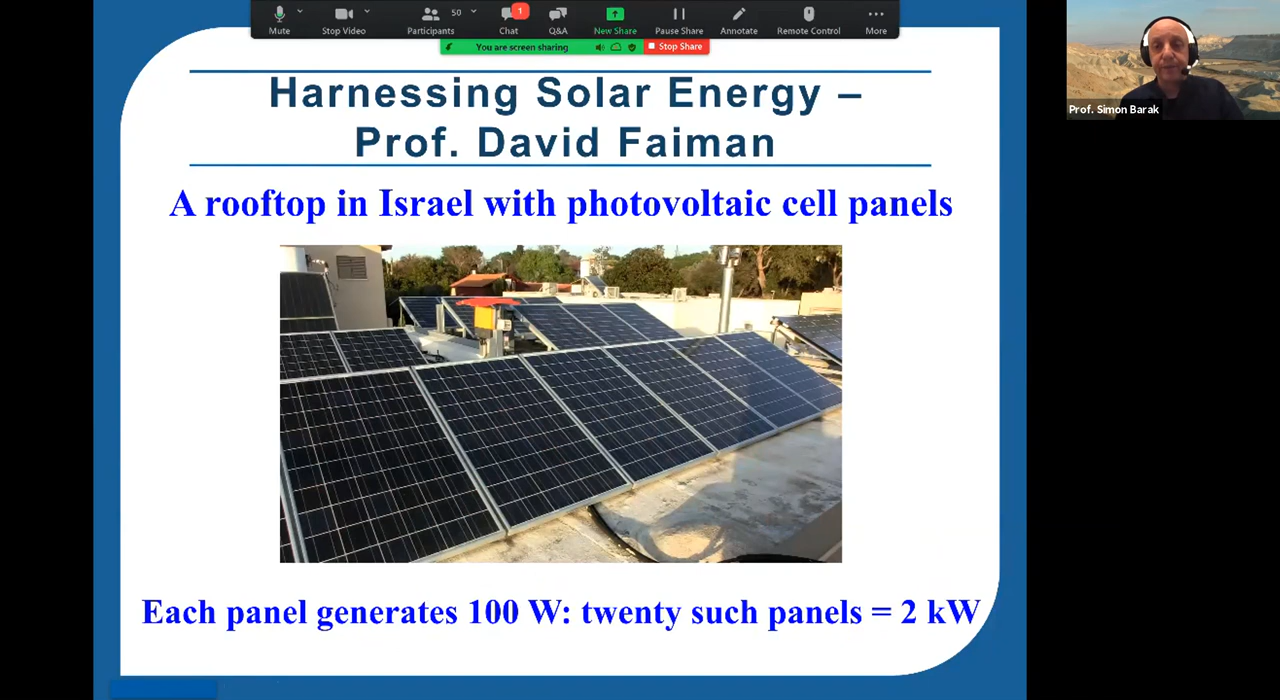 50
1
Mute
Stop Video
Participants
Chat
Q&A
New Share
Pause Share
Annotate
Remote Control
More
You are screen sharing
Stop Share
Prof. Simon Barak
Harnessing Solar Energy –
Prof. David Faiman
A rooftop in Israel with photovoltaic cell panels
Each panel generates 100 W: twenty such panels = 2 kW